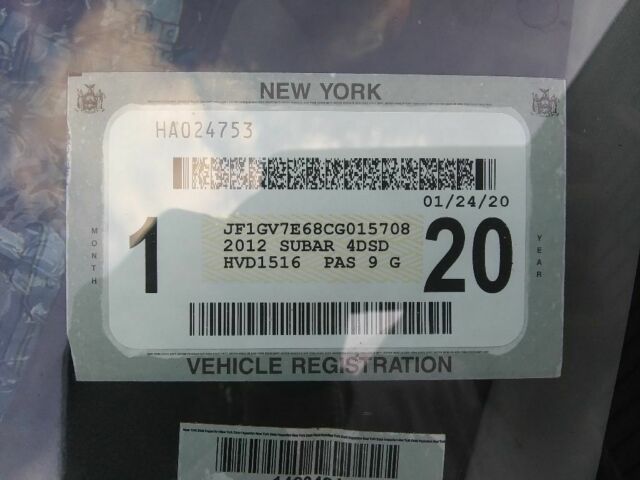 NEW YORK
HA024753
01/24/20
MONTH
1
JF1GV7E68CG015708
2012 SUBAR 4DSD
HVD1516 PAS 9 G
20
YEAR
VEHICLE REGISTRATION